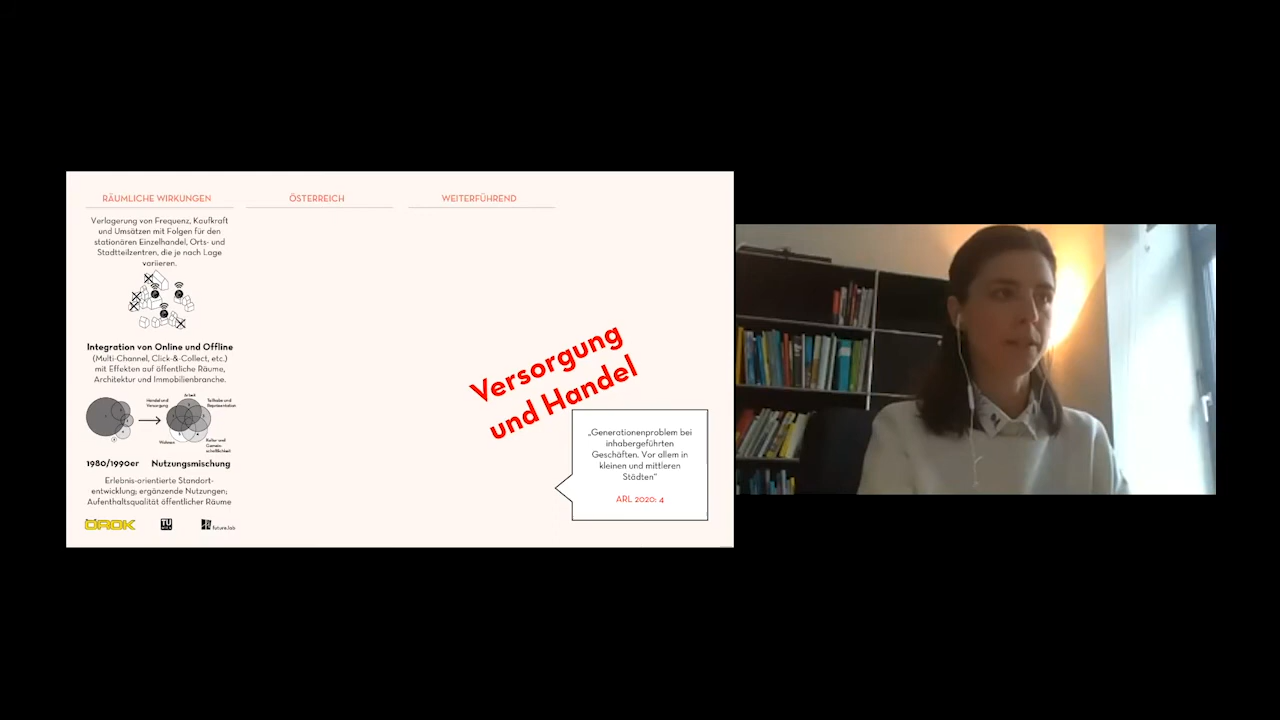 RÄUMLICHE WIRKUNGEN
ÖSTERREICH
WEITERFÜHREND
Verlagerung von Frequenz, Kaufkraft
und Umsätzen mit Folgen für den
stationären Einzelhandel, Orts- und
Stadtteilzentren, die je nach Lage
variieren.
Integration von Online und Offline
(Multi-Channel, Click-&-Collect, etc.)
mit Effekten auf öffentliche Räume,
Architektur und Immobilienbranche.
Handel und
Versorgung
Arbeit
Teilhabe und
Repräsentation
Wohnen
Kultur und
Gemein-
schaftlichkeit
1980/1990er Nutzungsmischung
Erlebnis-orientierte Standort-
entwicklung; ergänzende Nutzungen;
Aufenthaltsqualität öffentlicher Räume
ÖROK
TU
future.lab
Versorgung
und Handel
„Generationenproblem bei
inhabergeführten
Geschäften. Vor allem in
kleinen und mittleren
Städten“
ARL 2020: 4